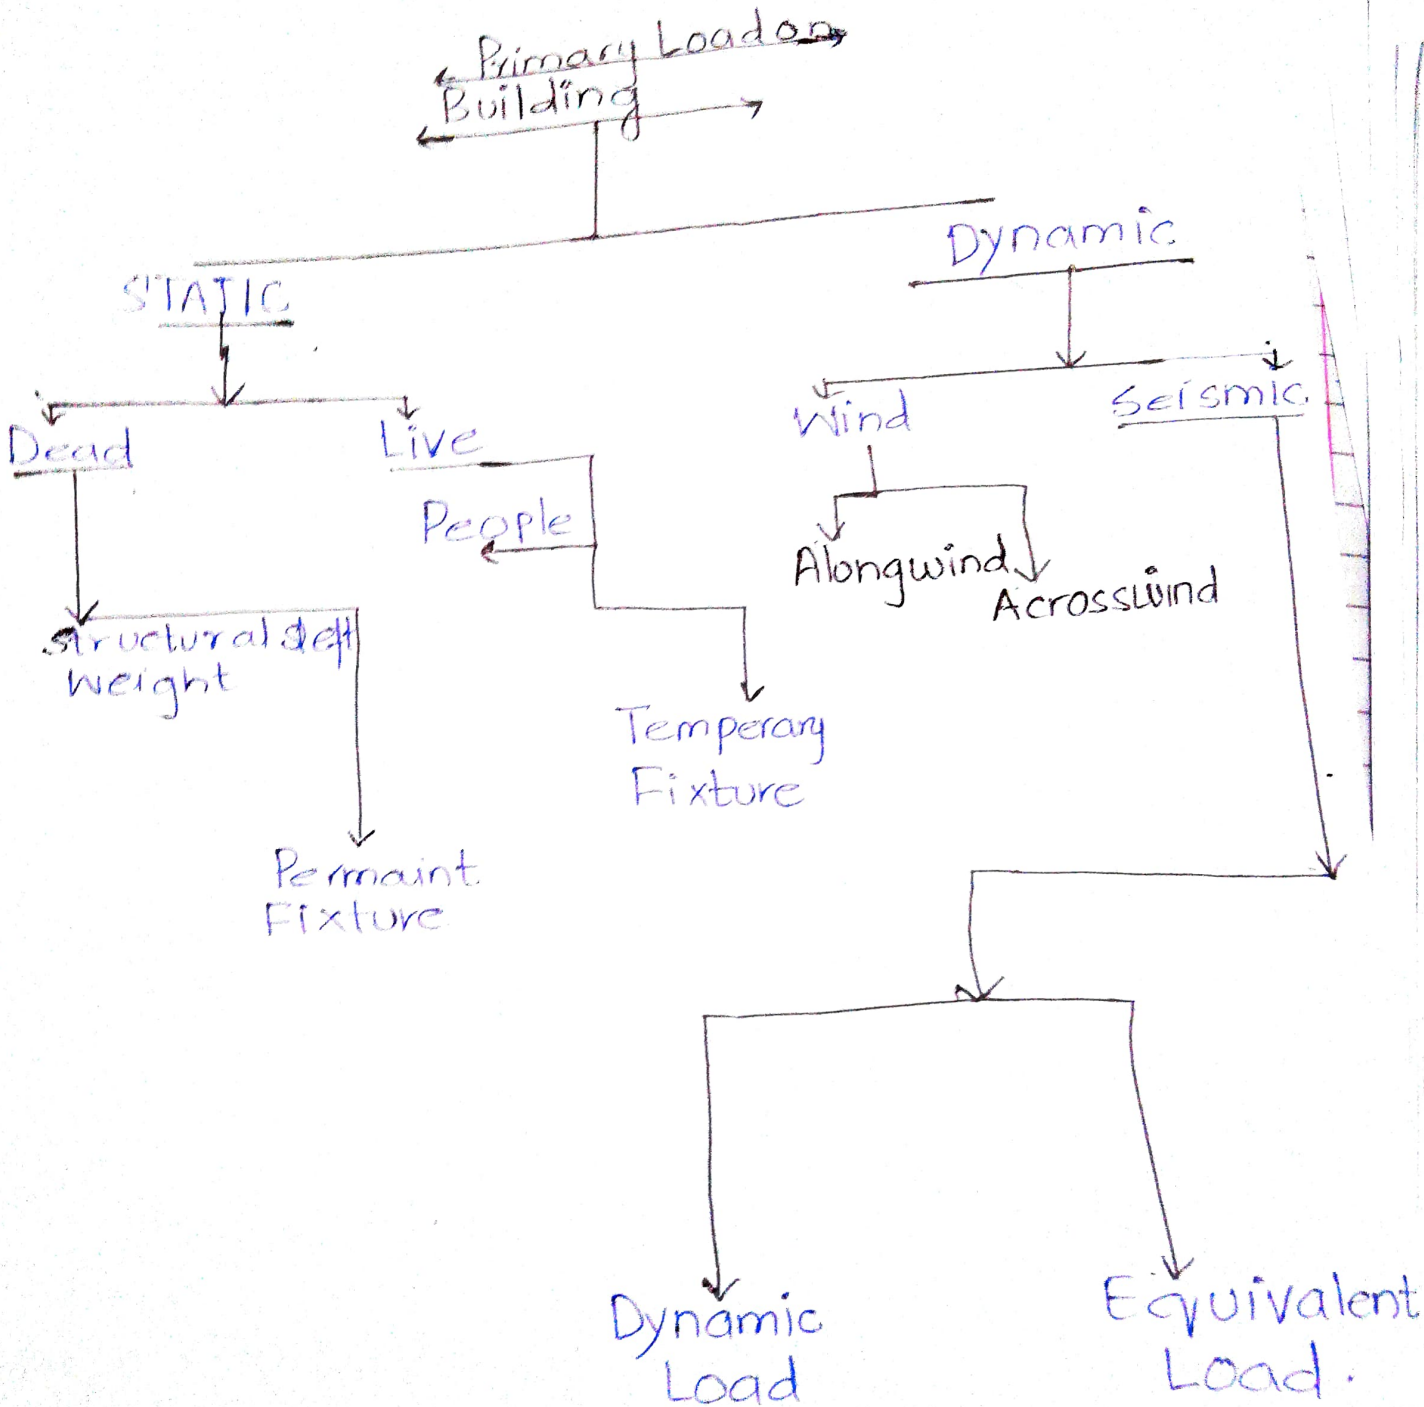 Primary Load on
Building
Dynamic
STATIC
Wind
Seismic
Dead
Live
People
Alongwind
Acrosswind
Structural self
Weight
Temperary
Fixture
Permaint
Fixture
Dynamic
Load
Equivalent
Load.